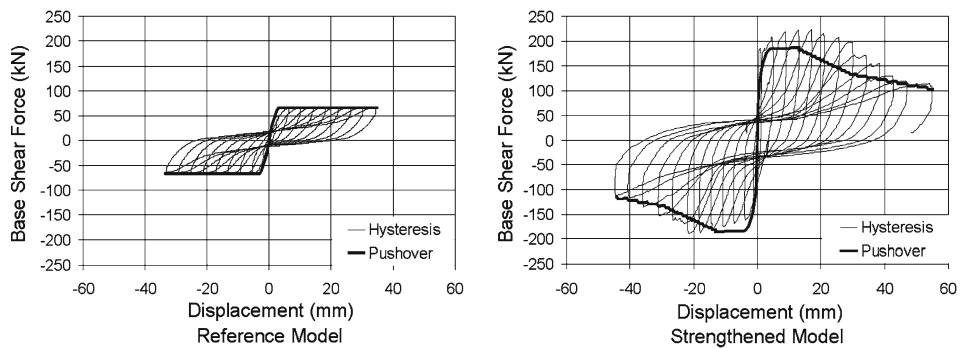 Base Shear Force (kN)
250
200
150
100
50
0
-50
-100
-150
-200
-250
-60 -40 -20 0 20 40 60
Hysteresis
Pushover
Displacement (mm)
Reference Model
Base Shear Force (kN)
250
200
150
100
50
0
-50
-100
-150
-200
-250
-60 -40 -20 0 20 40 60
Hysteresis
Pushover
Displacement (mm)
Strengthened Model